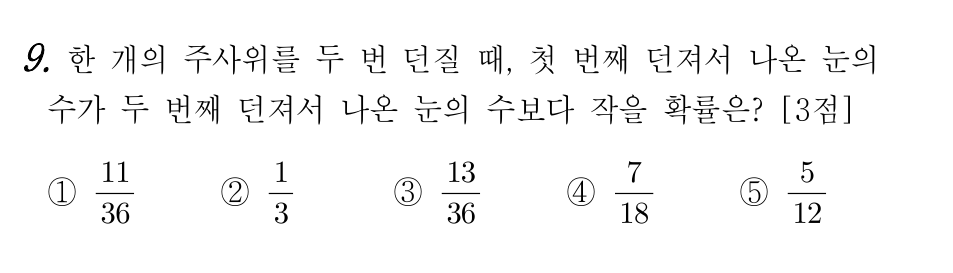 9. 한 개의 주사위를 두 번 던질 때, 첫 번째 던져서 나온 눈의
수가 두 번째 던져서 나온 눈의 수보다 작을 확률은? [3점]
① 11/36 ② 1/3 ③ 13/36 ④ 7/18 ⑤ 5/12